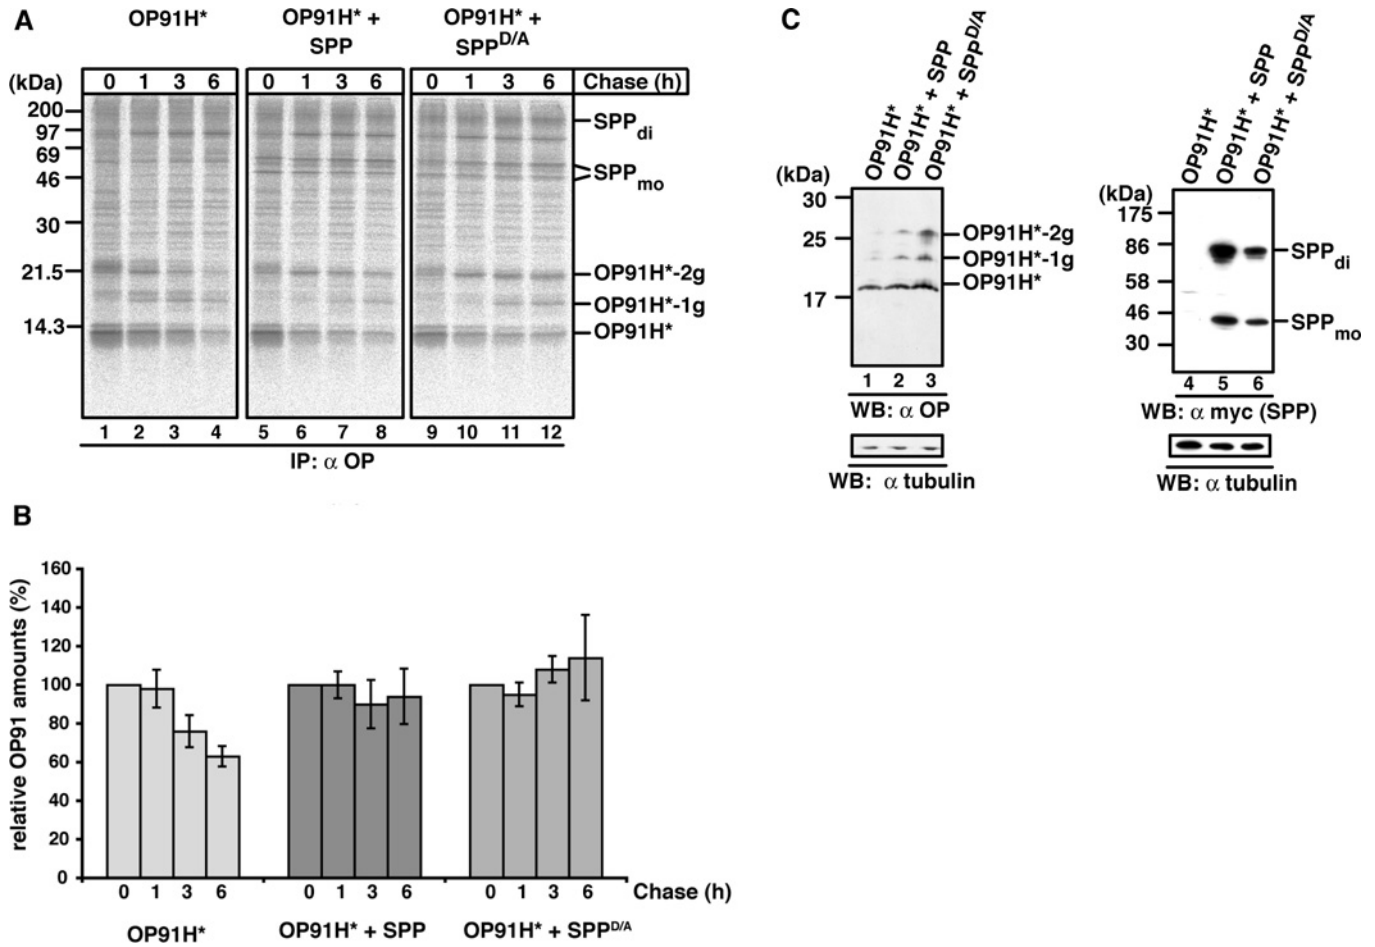 A
OP91H*
OP91H* + SPP
OP91H* + SPP^D/A
(kDa)
0 1 3 6
0 1 3 6
0 1 3 6
Chase (h)
200
97
69
46
30
21.5
14.3
SPPdi
SPPmo
OP91H*-2g
OP91H*-1g
OP91H*
1 2 3 4
5 6 7 8
9 10 11 12
IP: α OP
B
relative OP91 amounts (%)
160
140
120
100
80
60
40
20
0
0 1 3 6
0 1 3 6
0 1 3 6
Chase (h)
OP91H*
OP91H* + SPP
OP91H* + SPP^D/A
C
OP91H*
OP91H* + SPP
OP91H* + SPP^D/A
(kDa)
30
25
17
OP91H*-2g
OP91H*-1g
OP91H*
1 2 3
WB: α OP
WB: α tubulin
OP91H*
OP91H* + SPP
OP91H* + SPP^D/A
(kDa)
175
86
58
46
30
SPPdi
SPPmo
4 5 6
WB: α myc (SPP)
WB: α tubulin